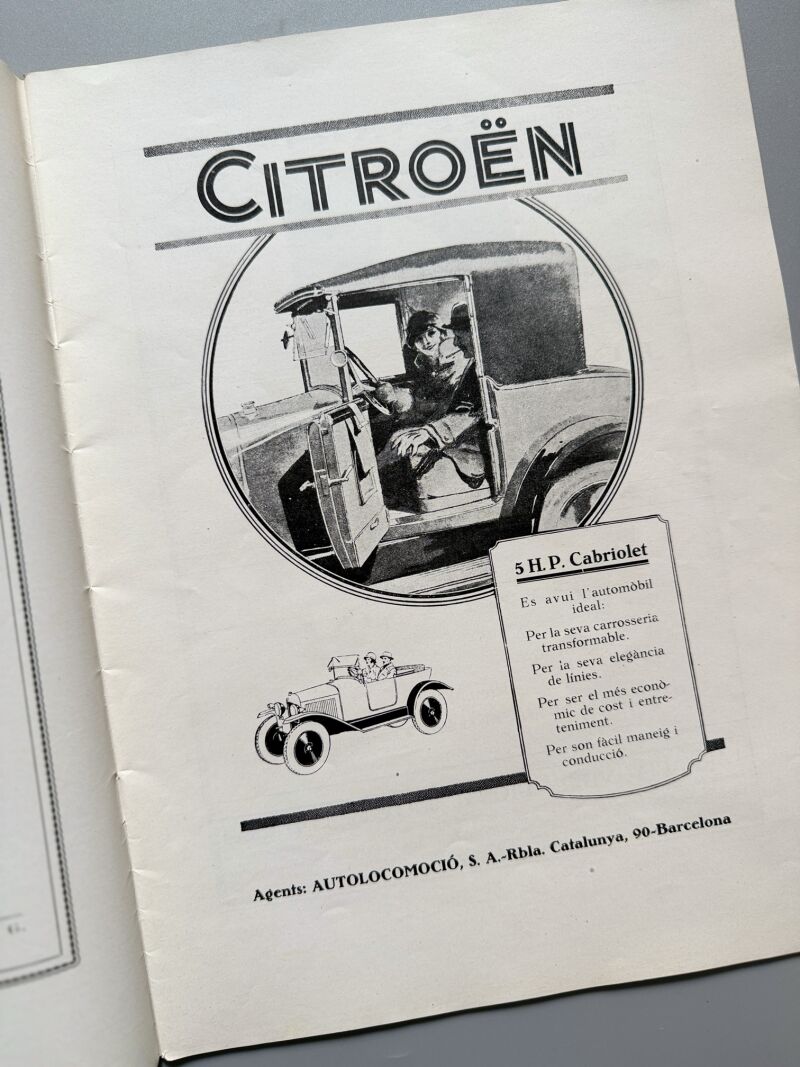 CITROËN
5 H.P. Cabriolet
Es avui l'automòbil
ideal:
Per la seva carrosseria
transformable.
Per la seva elegància
de línies.
Per ser el més econò-
mic de cost i entre-
teniment.
Per son fàcil maneig i
conducció.
Agents: AUTOLOCOMOCIÓ, S. A.-Rbla. Catalunya, 90-Barcelona